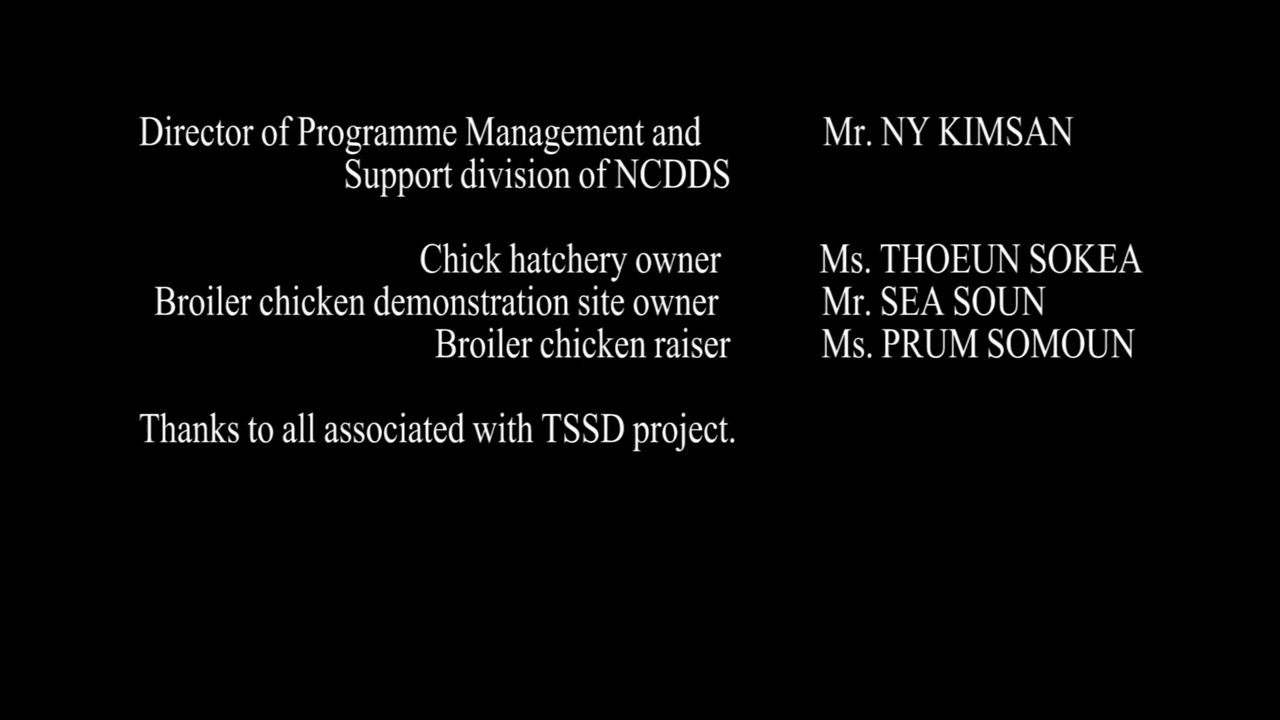 Director of Programme Management and Mr. NY KIMSAN
Support division of NCDDS
Chick hatchery owner Ms. THOEUN SOKEA
Broiler chicken demonstration site owner Mr. SEA SOUN
Broiler chicken raiser Ms. PRUM SOMOUN
Thanks to all associated with TSSD project.